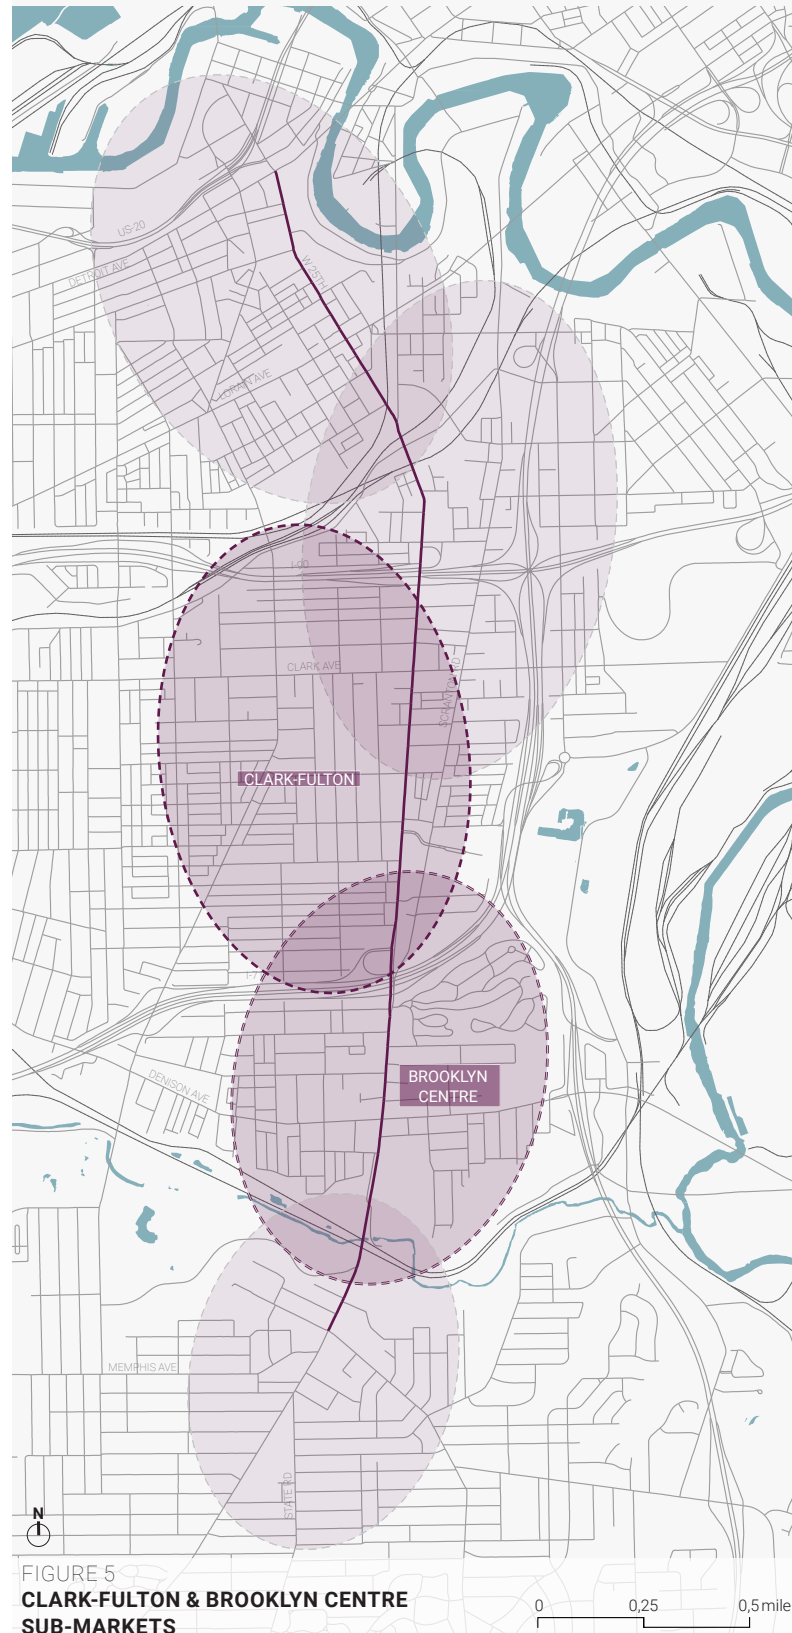 US-20
DETROIT AVE
W 25TH
LORAIN AVE
I-90
CLARK AVE
SCRANTON RD
CLARK-FULTON
I-7
BROOKLYN
CENTRE
DENISON AVE
MEMPHIS AVE
STATE RD
N
FIGURE 5
CLARK-FULTON & BROOKLYN CENTRE
SUB-MARKETS
0 0,25 0,5 mile